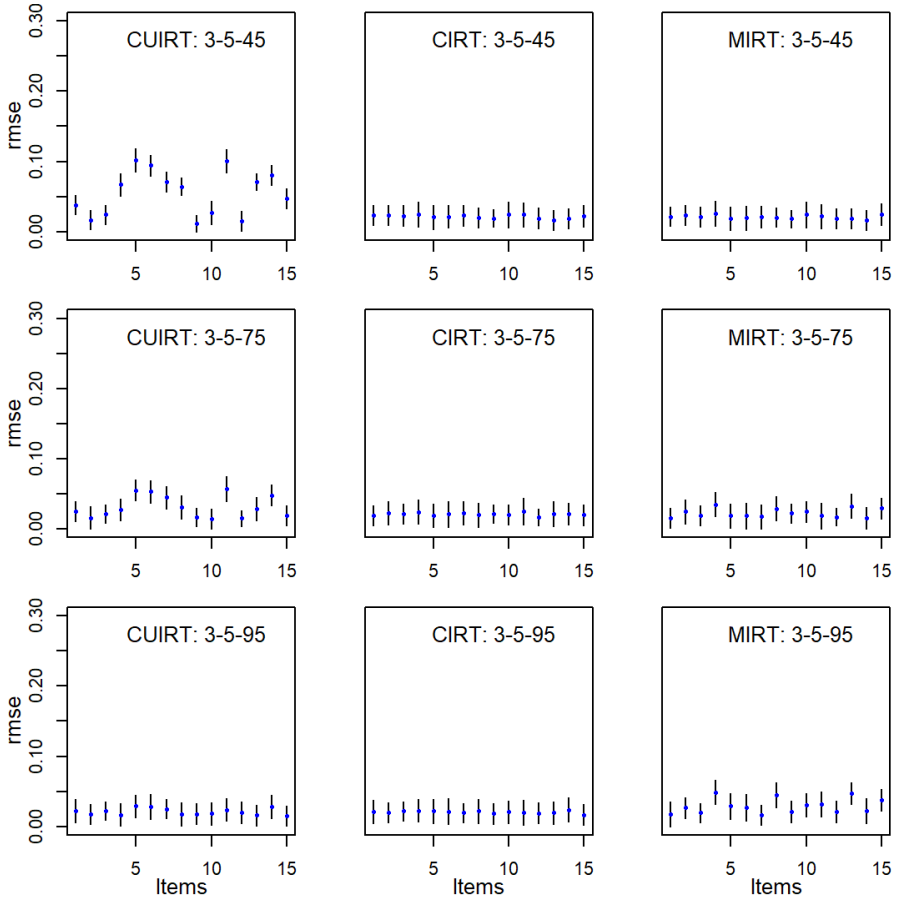 CUIRT: 3-5-45
CIRT: 3-5-45
MIRT: 3-5-45
rmse
0.30
0.20
0.10
0.00
5 10 15
5 10 15
5 10 15
CUIRT: 3-5-75
CIRT: 3-5-75
MIRT: 3-5-75
rmse
0.30
0.20
0.10
0.00
5 10 15
5 10 15
5 10 15
CUIRT: 3-5-95
CIRT: 3-5-95
MIRT: 3-5-95
rmse
0.30
0.20
0.10
0.00
5 10 15
5 10 15
5 10 15
Items
Items
Items